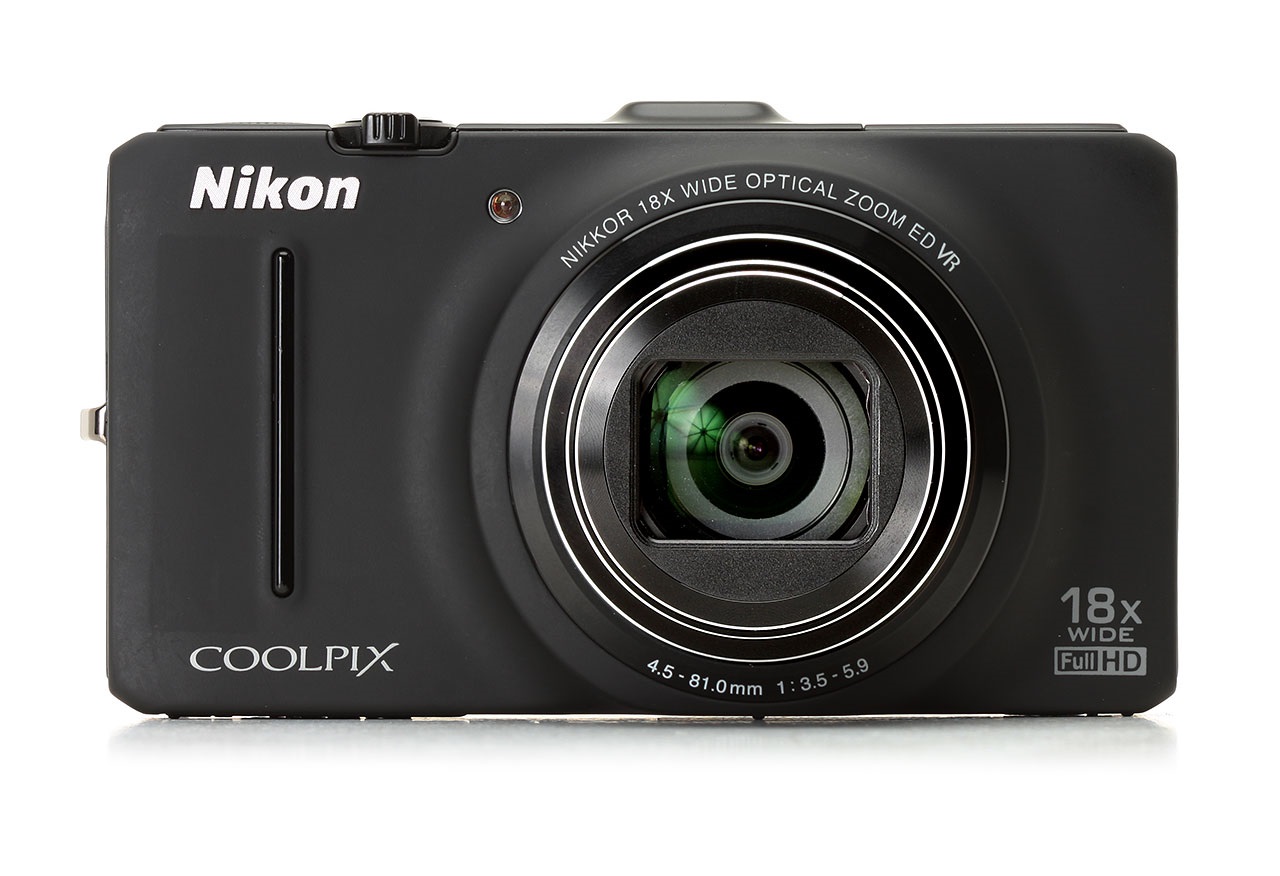 Nikon
NIKKOR 18X WIDE OPTICAL ZOOM ED VR
COOLPIX
4.5-81.0mm 1:3.5-5.9
18x
WIDE
Full HD